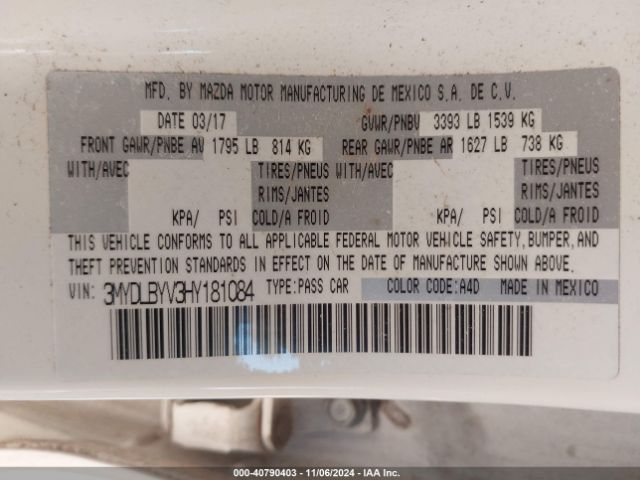 MFD. BY MAZDA MOTOR MANUFACTURING DE MEXICO S.A. DE C.V.
DATE 03/17 GVWR/PNBV 3393 LB 1539 KG
FRONT GAWR/PNBE AV 1795 LB 814 KG REAR GAWR/PNBE AR 1627 LB 738 KG
WITH/AVEC TIRES/PNEUS WITH/AVEC TIRES/PNEUS
RIMS/JANTES RIMS/JANTES
KPA/ PSI COLD/A FROID KPA/ PSI COLD/A FROID
THIS VEHICLE CONFORMS TO ALL APPLICABLE FEDERAL MOTOR VEHICLE SAFETY, BUMPER, AND
THEFT PREVENTION STANDARDS IN EFFECT ON THE DATE OF MANUFACTURE SHOWN ABOVE.
VIN: 3MYDLBYV3HY181084 TYPE:PASS CAR COLOR CODE:A4D MADE IN MEXICO
000-40790403 - 11/06/2024 - IAA Inc.